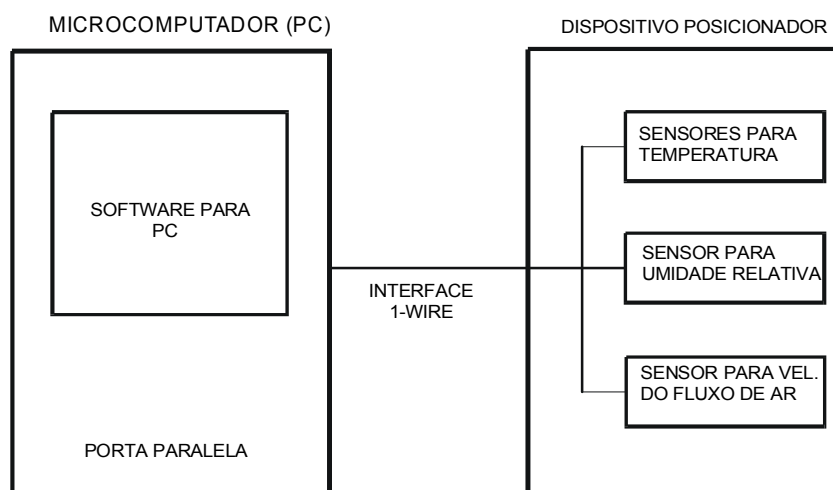 MICROCOMPUTADOR (PC)
DISPOSITIVO POSICIONADOR
SOFTWARE PARA
PC
PORTA PARALELA
INTERFACE
1-WIRE
SENSORES PARA
TEMPERATURA
SENSOR PARA
UMIDADE RELATIVA
SENSOR PARA VEL.
DO FLUXO DE AR